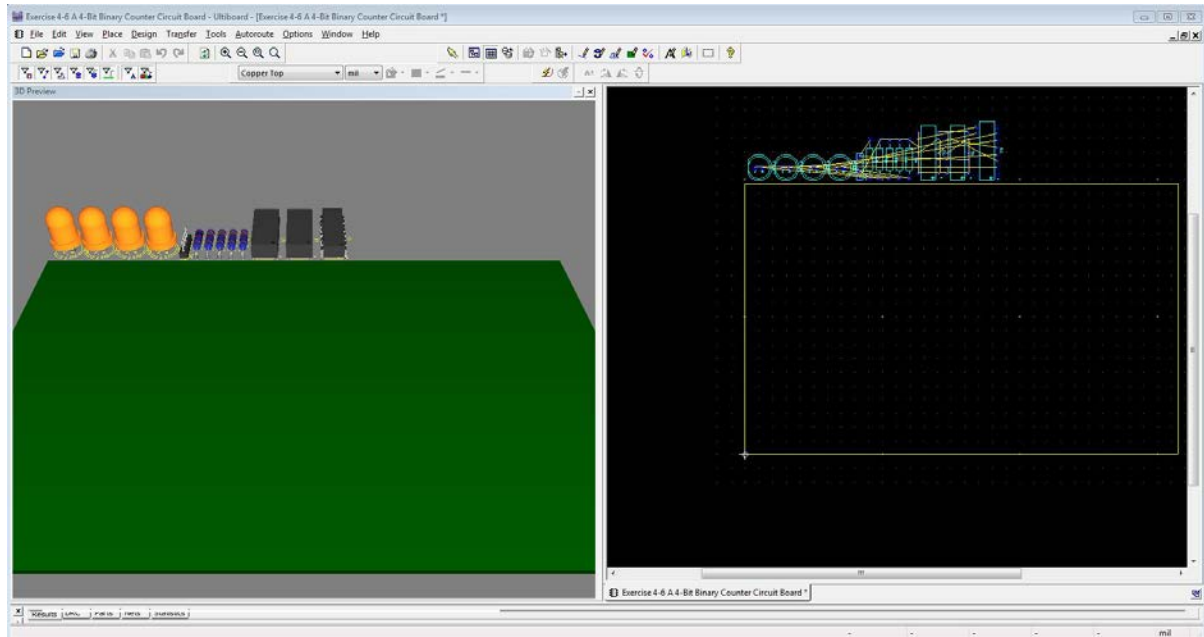 Exercise 4-6 A 4-Bit Binary Counter Circuit Board - Ultiboard - [Exercise 4-6 A 4-Bit Binary Counter Circuit Board *]
File Edit View Place Design Transfer Tools Autoroute Options Window Help
Copper Top mil
3D Preview
Exercise 4-6 A 4-Bit Binary Counter Circuit Board *
Results DRC Parts Nets Statistics
mil